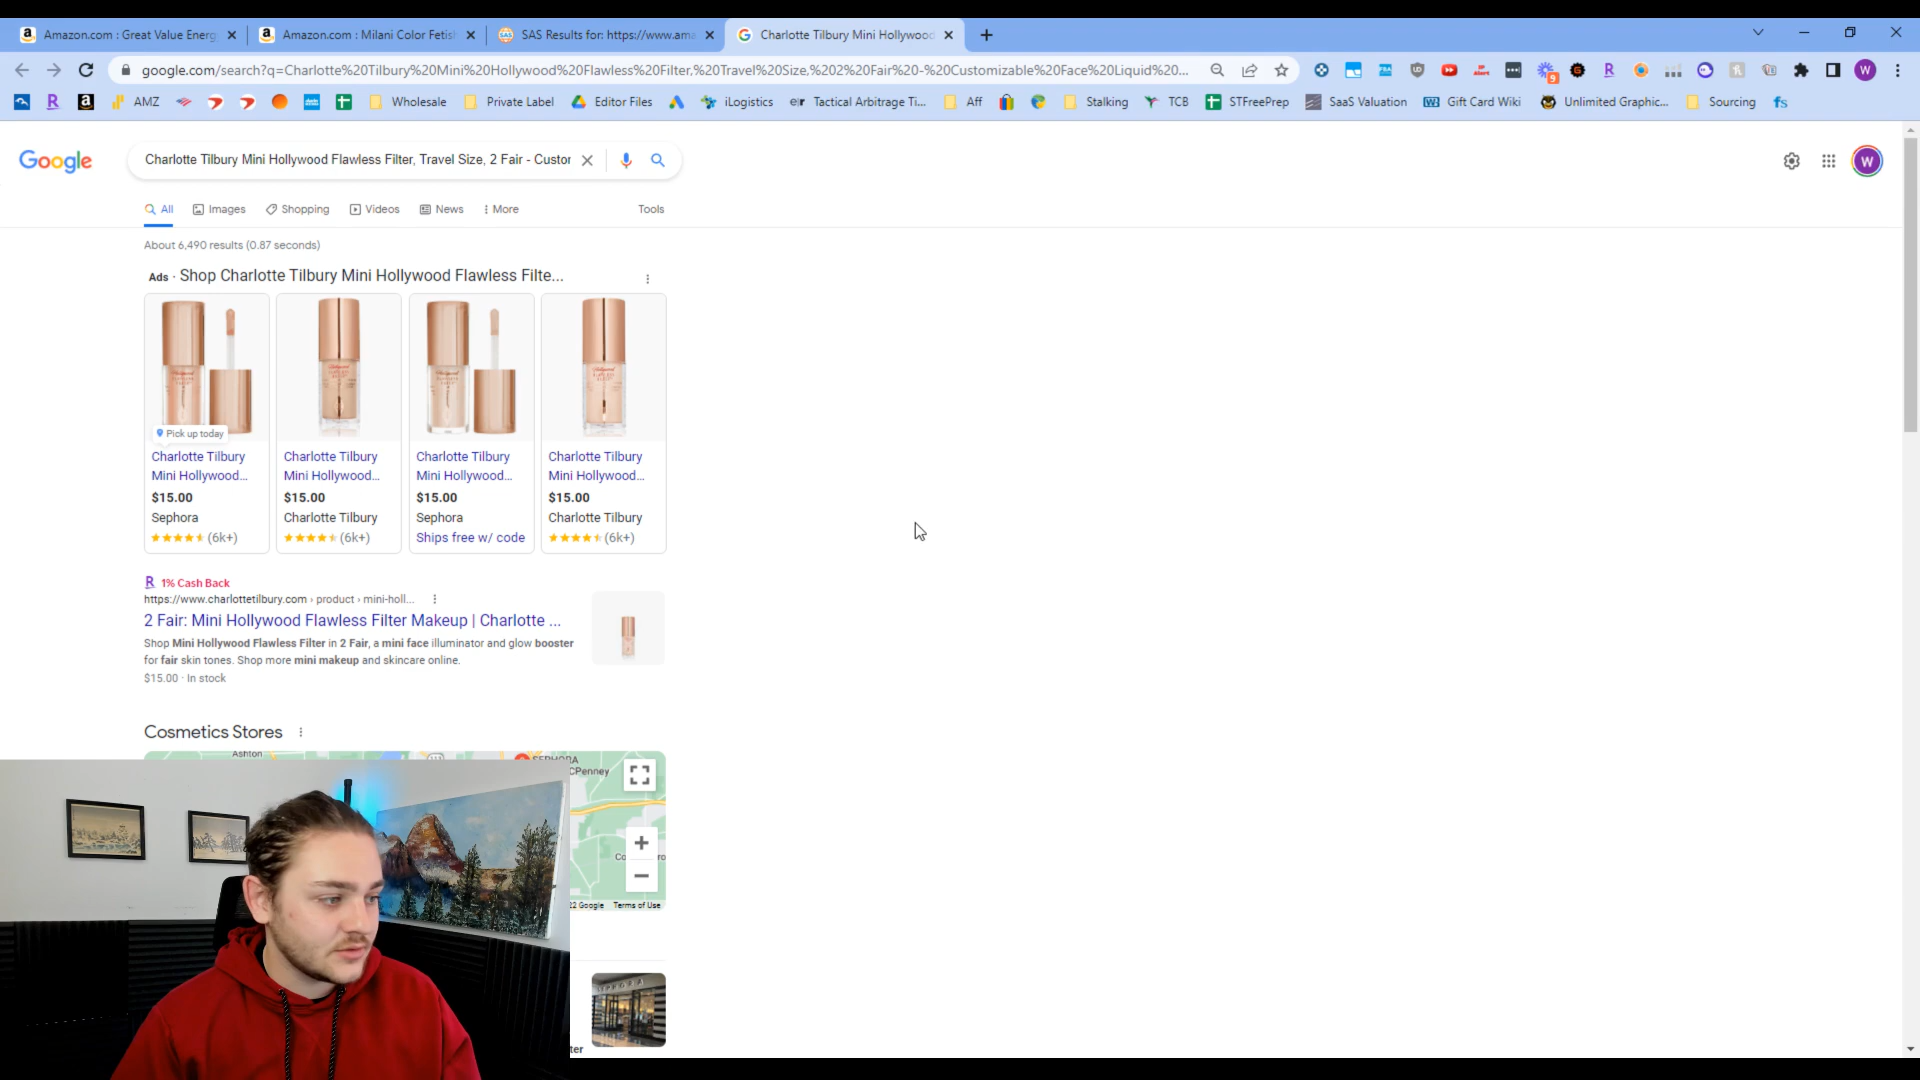 Amazon.com : Great Value Energ
Amazon.com : Milani Color Fetish
SAS Results for: https://www.ama
Charlotte Tilbury Mini Hollywood
google.com/search?q=Charlotte%20Tilbury%20Mini%20Hollywood%20Flawless%20Filter,%20Travel%20Size,%202%20Fair%20-%20Customizable%20Face%20Liquid%20...
W
AMZ
Wholesale
Private Label
Editor Files
iLogistics
Tactical Arbitrage Ti...
Aff
Stalking
TCB
STFreePrep
SaaS Valuation
Gift Card Wiki
Unlimited Graphic...
Sourcing
fs
Google
Charlotte Tilbury Mini Hollywood Flawless Filter, Travel Size, 2 Fair - Custor
W
All
Images
Shopping
Videos
News
More
Tools
About 6,490 results (0.87 seconds)
Ads · Shop Charlotte Tilbury Mini Hollywood Flawless Filte...
Pick up today
Charlotte Tilbury
Mini Hollywood...
$15.00
Sephora
(6k+)
Charlotte Tilbury
Mini Hollywood...
$15.00
Charlotte Tilbury
(6k+)
Charlotte Tilbury
Mini Hollywood...
$15.00
Sephora
Ships free w/ code
Charlotte Tilbury
Mini Hollywood...
$15.00
Charlotte Tilbury
(6k+)
R 1% Cash Back
https://www.charlottetilbury.com › product › mini-holl...
2 Fair: Mini Hollywood Flawless Filter Makeup | Charlotte ...
Shop Mini Hollywood Flawless Filter in 2 Fair, a mini face illuminator and glow booster
for fair skin tones. Shop more mini makeup and skincare online.
$15.00 · In stock
Cosmetics Stores
Ashton
SEPHORA
CPenney
Co
22 Google
Terms of Use
SEPHORA
ter